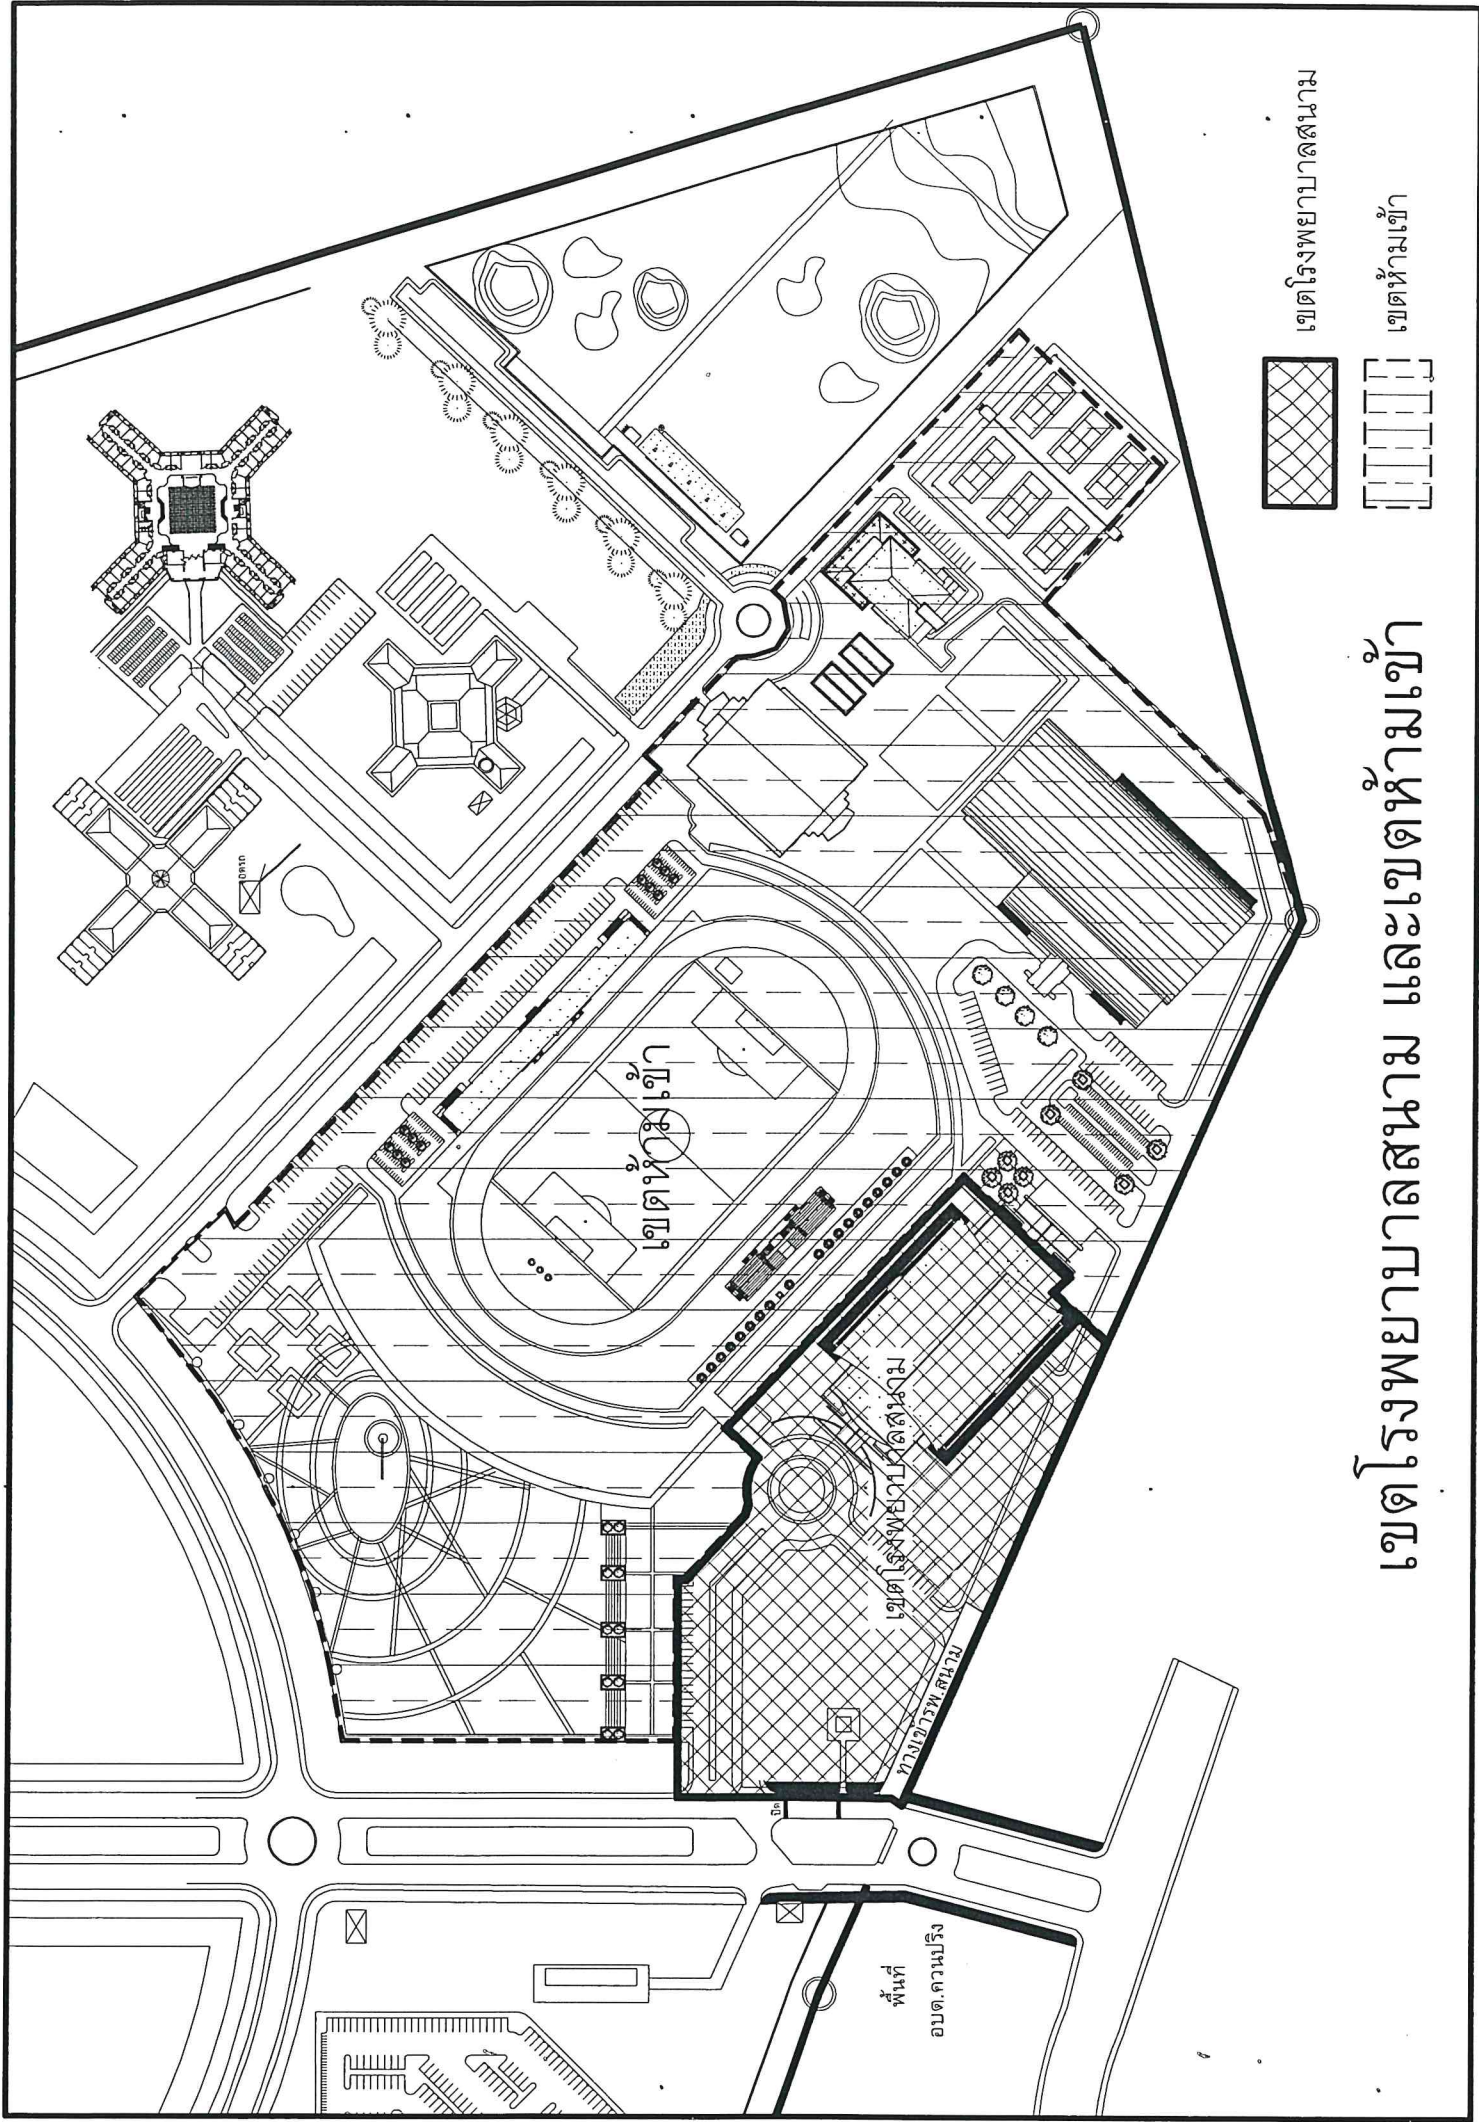 เขตโรงพยาบาลสนาม
เขตห้ามเข้า
เขตโรงพยาบาลสนาม และเขตห้ามเข้า
เขตห้ามเข้า
เขตโรงพยาบาลสนาม
ทางเข้ารพ.สนาม
ปิด
พื้นที่
อบต.ควนปริง